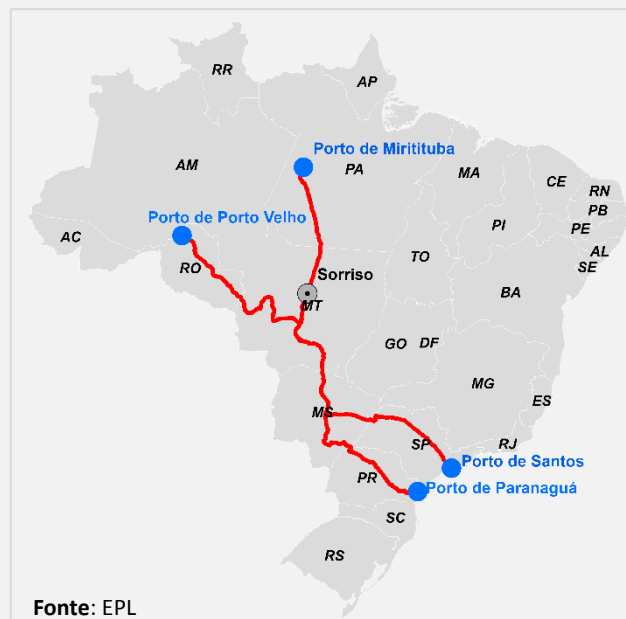 RR
AP
Porto de Miritituba
AM
PA
MA
CE
RN
PB
PE
PI
AL
SE
Porto de Porto Velho
AC
RO
TO
Sorriso
MT
BA
GO
DF
MG
ES
MS
SP
RJ
Porto de Santos
PR
Porto de Paranaguá
SC
RS
Fonte: EPL